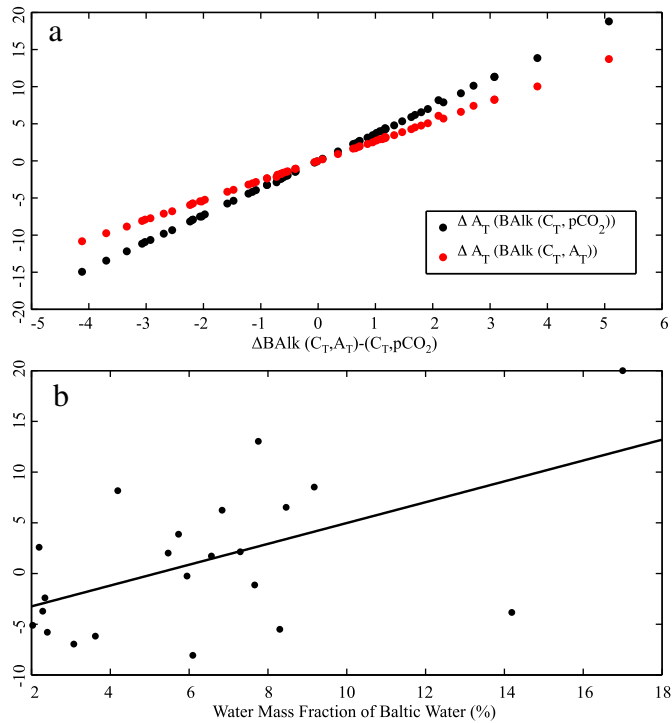 a
20
15
10
5
0
-5
-10
-15
-20
Δ A_T (BAlk (C_T, pCO_2))
Δ A_T (BAlk (C_T, A_T))
-5 -4 -3 -2 -1 0 1 2 3 4 5 6
ΔBAlk (C_T,A_T)-(C_T,pCO_2)
b
20
15
10
5
0
-5
-10
2 4 6 8 10 12 14 16 18
Water Mass Fraction of Baltic Water (%)